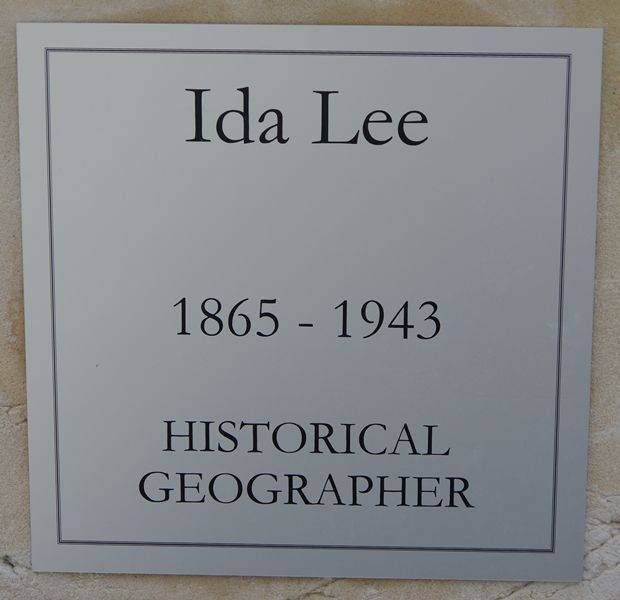 Ida Lee
1865 - 1943
HISTORICAL
GEOGRAPHER